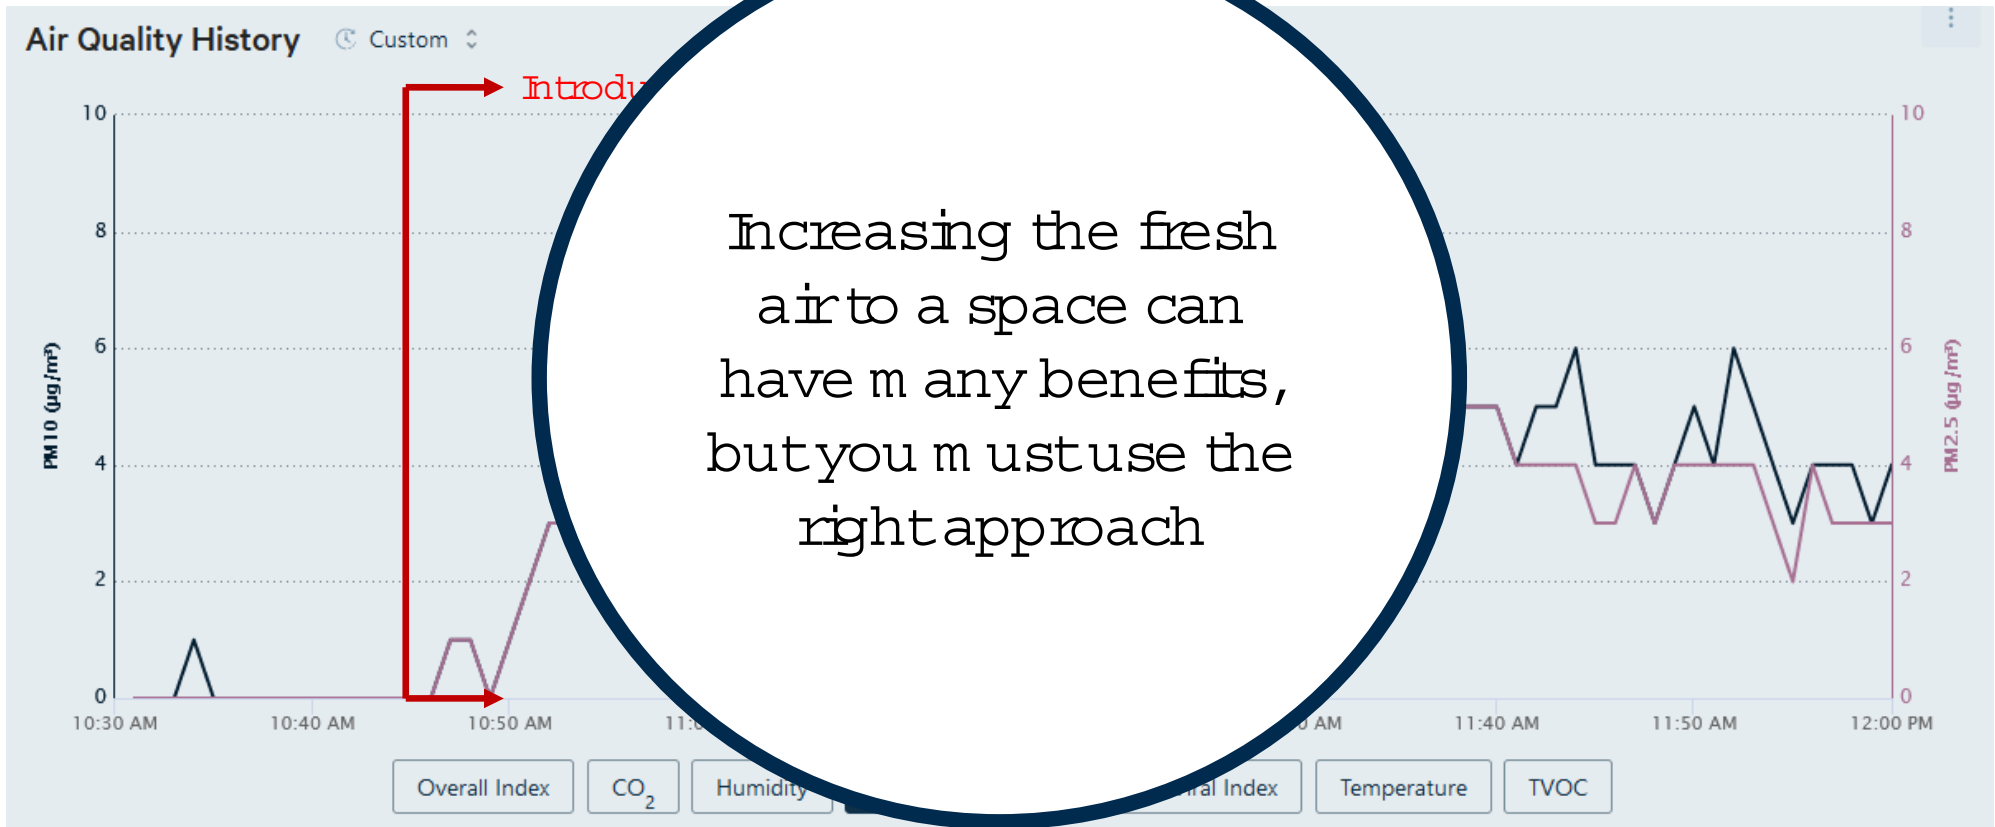 Air Quality History Custom
10 10
8 8
Increasing the fresh
air to a space can
have many benefits,
but you must use the
right approach
6 6
PM10 (µg/m³) PM2.5 (µg/m³)
4 4
2 2
0 0
10:30 AM 10:40 AM 10:50 AM 11:40 AM 11:50 AM 12:00 PM
Overall Index CO₂ Humidity Index Temperature TVOC